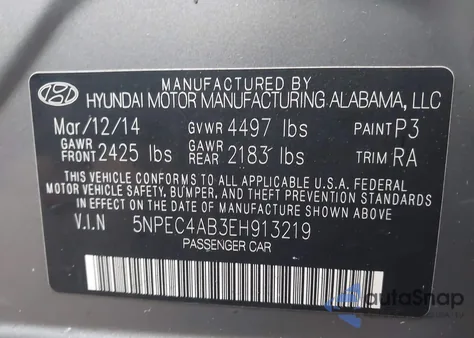 MANUFACTURED BY
HYUNDAI MOTOR MANUFACTURING ALABAMA, LLC
Mar/12/14 GVWR 4497 lbs PAINT P3
GAWR FRONT 2425 lbs GAWR REAR 2183 lbs TRIM RA
THIS VEHICLE CONFORMS TO ALL APPLICABLE U.S.A. FEDERAL
MOTOR VEHICLE SAFETY, BUMPER, AND THEFT PREVENTION STANDARDS
IN EFFECT ON THE DATE OF MANUFACTURE SHOWN ABOVE.
V.I.N 5NPEC4AB3EH913219
PASSENGER CAR
autoSnap